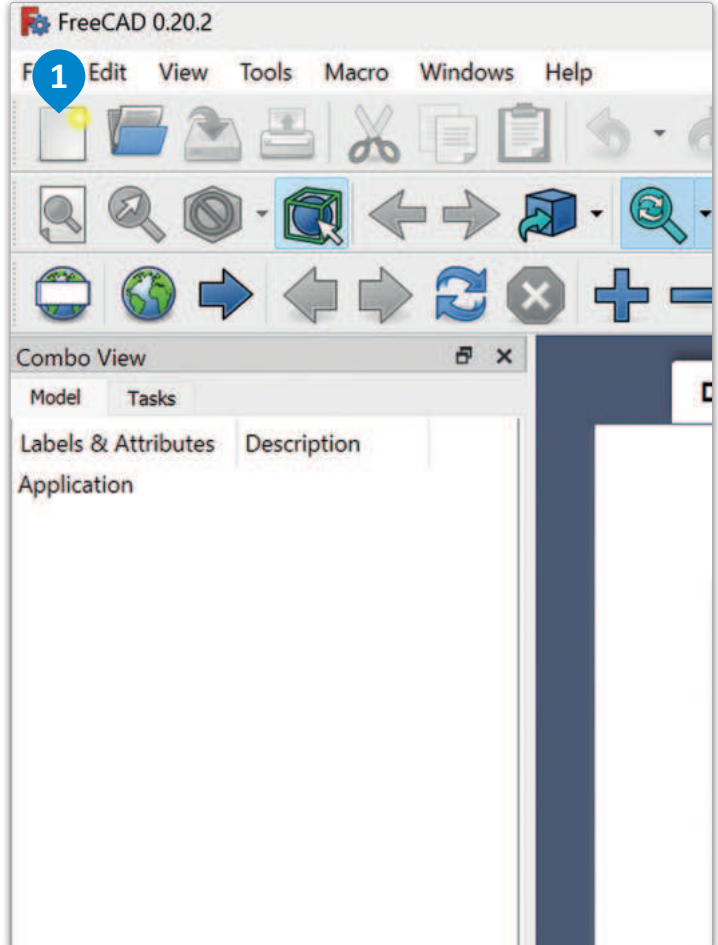 FreeCAD 0.20.2
1 Edit View Tools Macro Windows Help
Combo View
Model Tasks
Labels & Attributes Description
Application